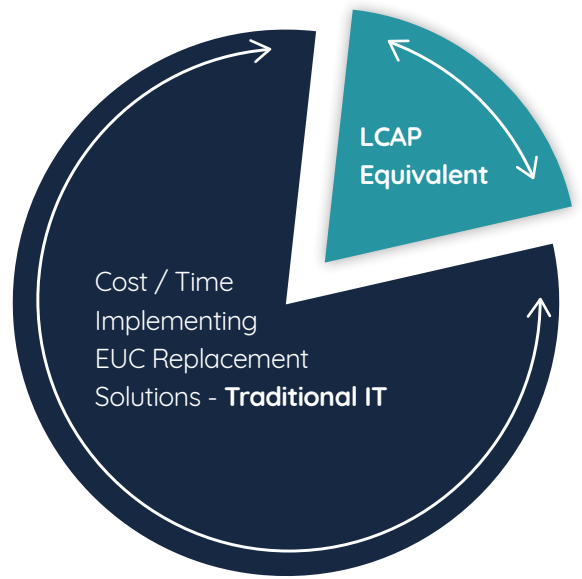 LCAP
Equivalent
Cost / Time
Implementing
EUC Replacement
Solutions - Traditional IT